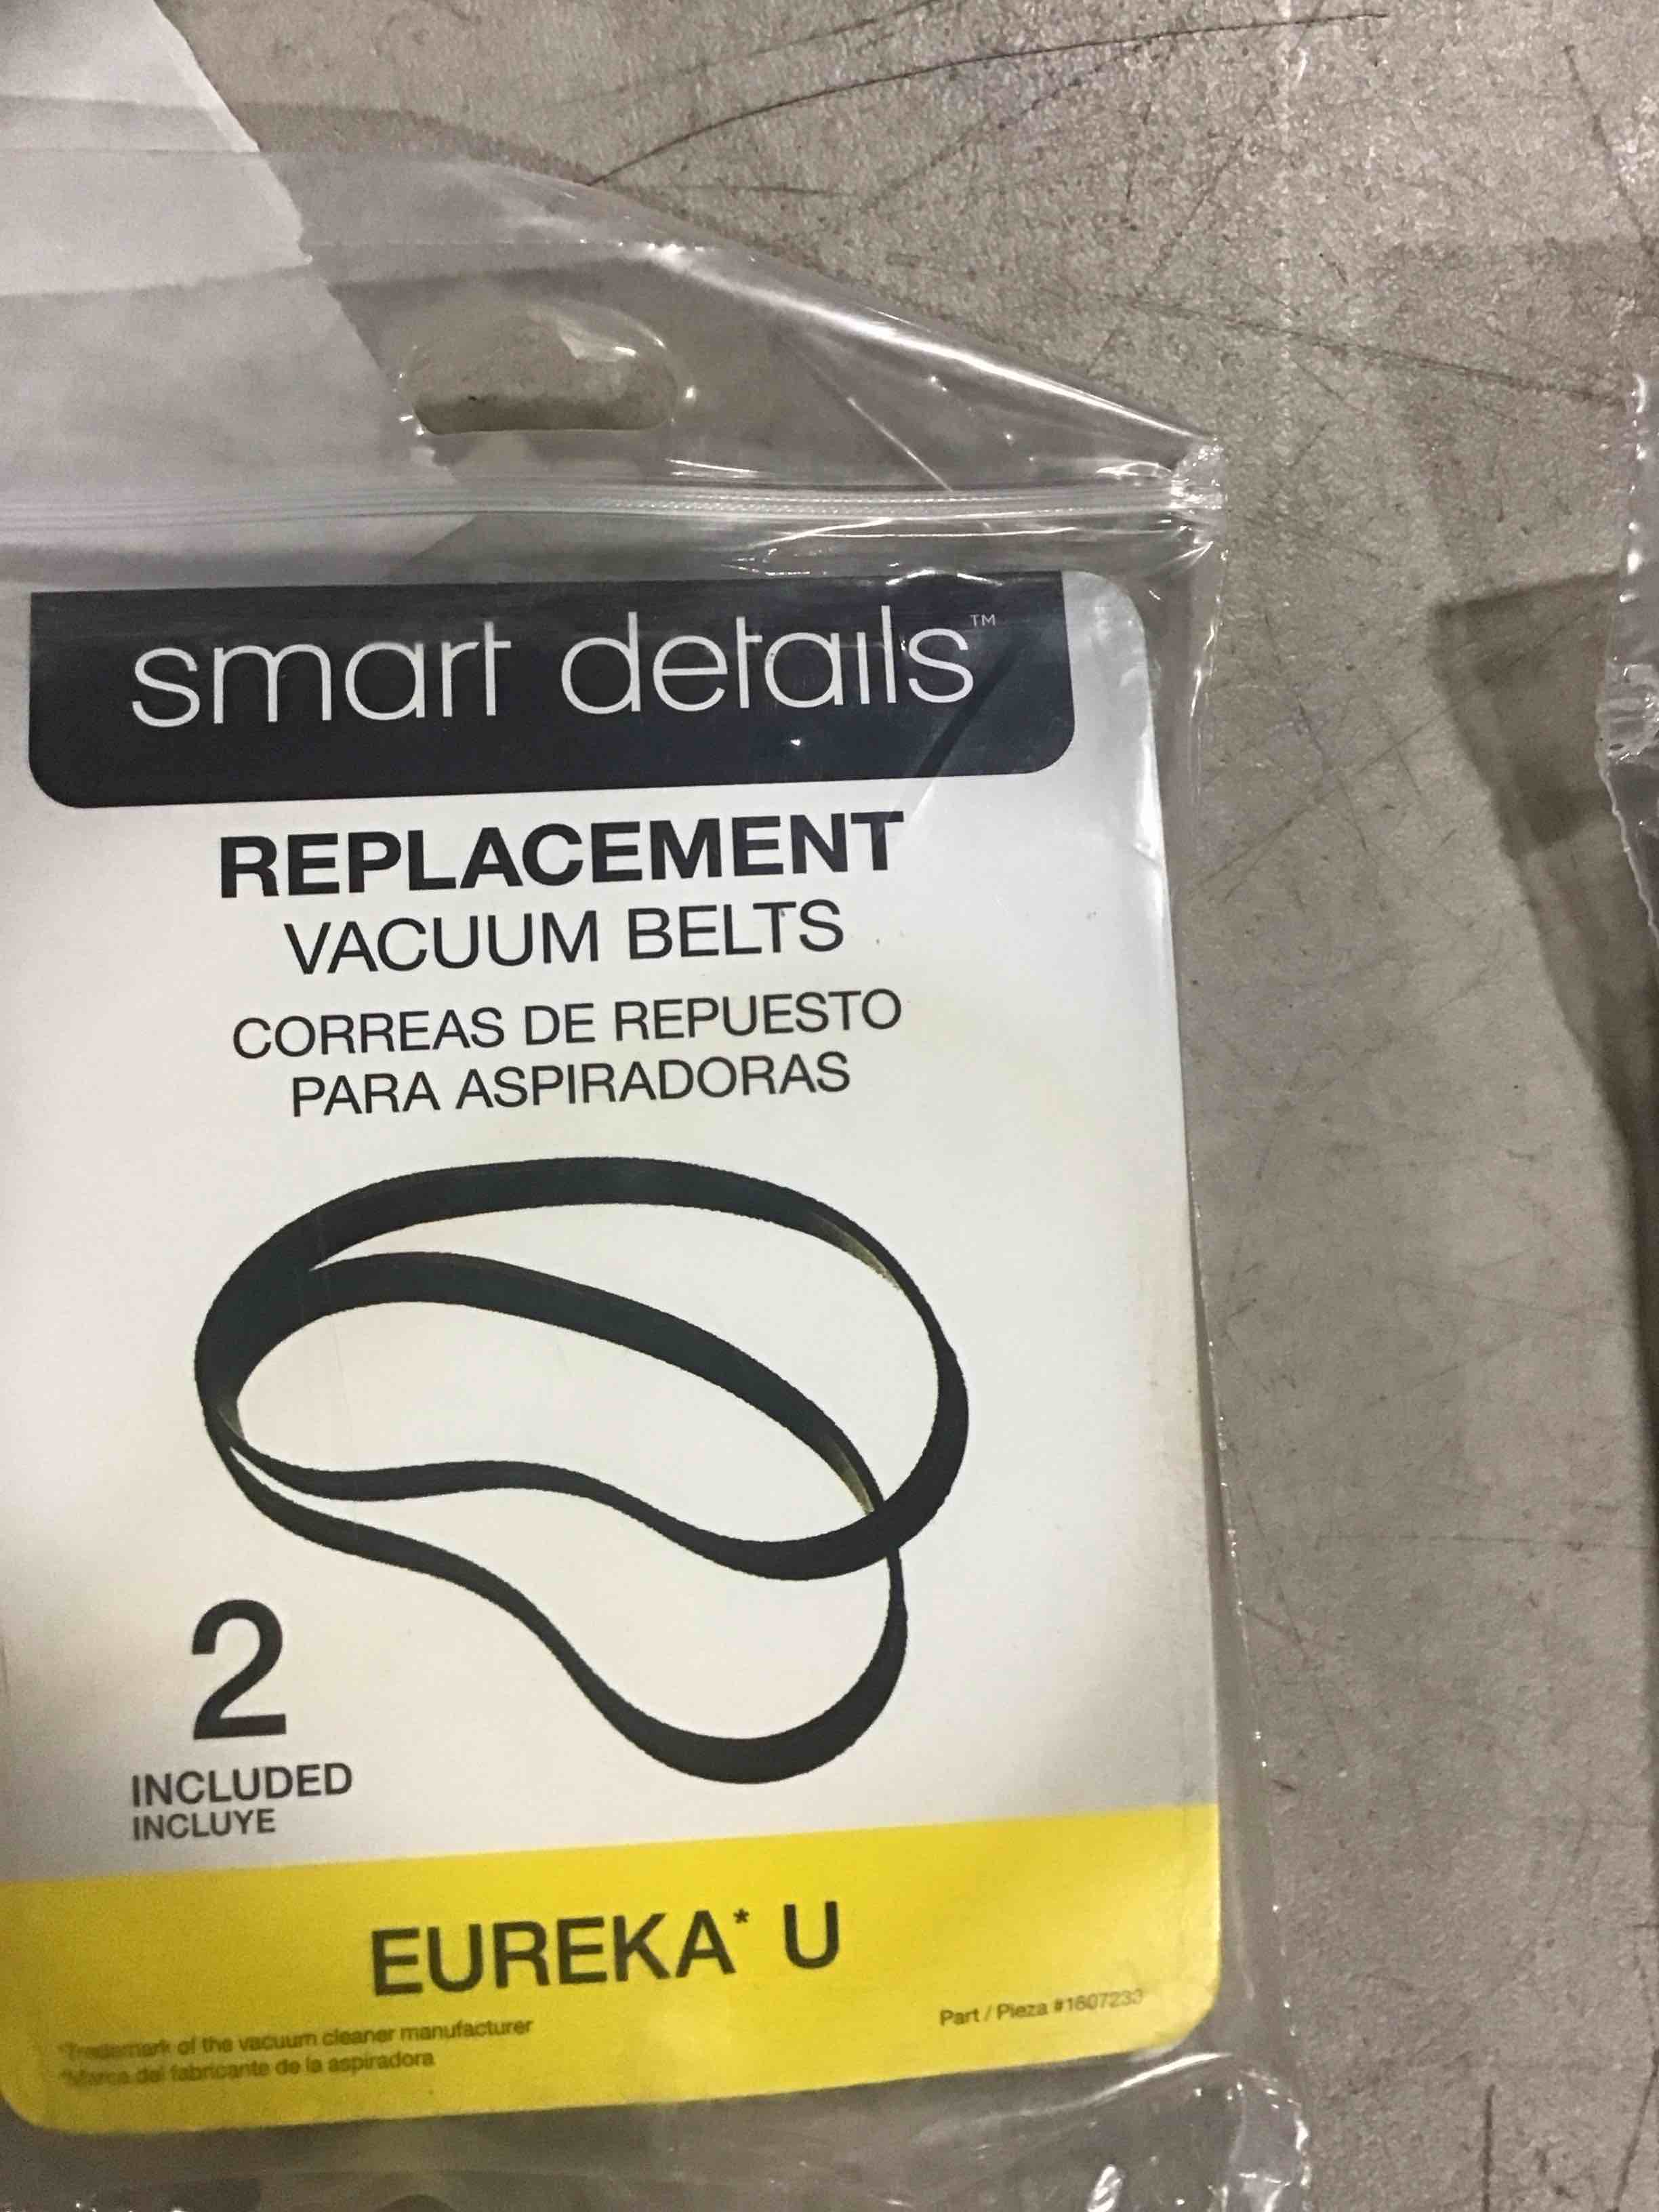 smart details™
REPLACEMENT
VACUUM BELTS
CORREAS DE REPUESTO
PARA ASPIRADORAS
2
INCLUDED
INCLUYE
EUREKA* U
Part / Pieza #1607233
*Trademark of the vacuum cleaner manufacturer
*Marca del fabricante de la aspiradora